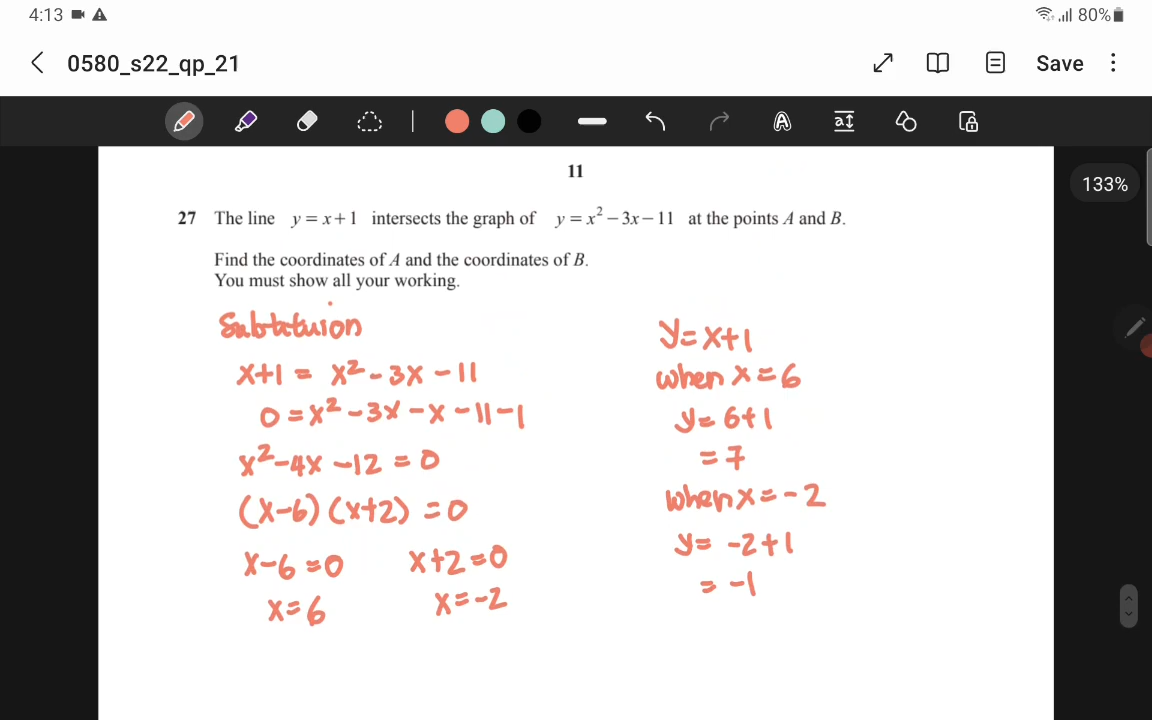 4:13 80%
0580_s22_qp_21 Save
133%
11
27 The line y = x + 1 intersects the graph of y = x² − 3x − 11 at the points A and B.
Find the coordinates of A and the coordinates of B.
You must show all your working.
Subtitution
x+1 = x² - 3x - 11
0 = x² - 3x - x - 11 - 1
x² - 4x - 12 = 0
(x-6) (x+2) = 0
x-6 = 0 x+2 = 0
x = 6 x = -2
y = x+1
when x = 6
y = 6+1
= 7
when x = -2
y = -2+1
= -1